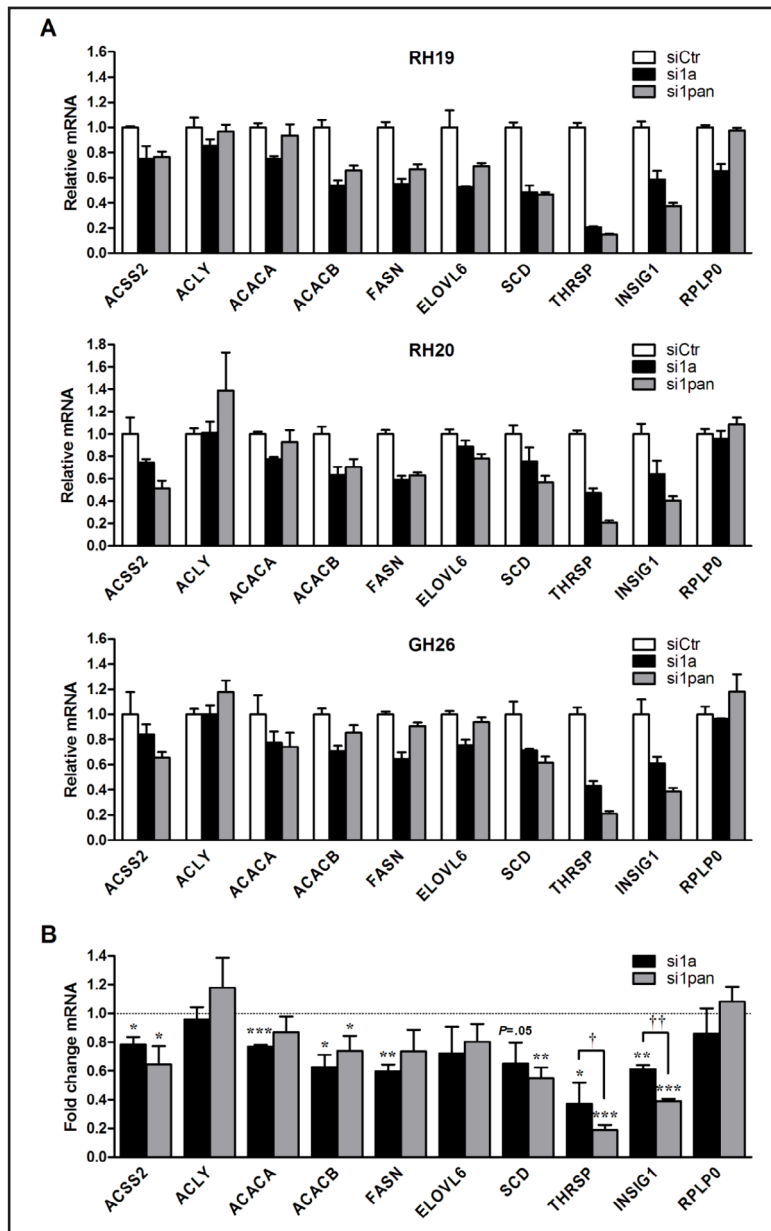 A
RH19
siCtr
si1a
si1pan
Relative mRNA
1.6
1.4
1.2
1.0
0.8
0.6
0.4
0.2
0.0
ACSS2
ACLY
ACACA
ACACB
FASN
ELOVL6
SCD
THRSP
INSIG1
RPLP0
RH20
siCtr
si1a
si1pan
Relative mRNA
1.8
1.6
1.4
1.2
1.0
0.8
0.6
0.4
0.2
0.0
ACSS2
ACLY
ACACA
ACACB
FASN
ELOVL6
SCD
THRSP
INSIG1
RPLP0
GH26
siCtr
si1a
si1pan
Relative mRNA
1.6
1.4
1.2
1.0
0.8
0.6
0.4
0.2
0.0
ACSS2
ACLY
ACACA
ACACB
FASN
ELOVL6
SCD
THRSP
INSIG1
RPLP0
B
si1a
si1pan
Fold change mRNA
1.4
1.2
1.0
0.8
0.6
0.4
0.2
0.0
* * *** * * ** P=.05 ** † * *** †† ** ***
ACSS2
ACLY
ACACA
ACACB
FASN
ELOVL6
SCD
THRSP
INSIG1
RPLP0